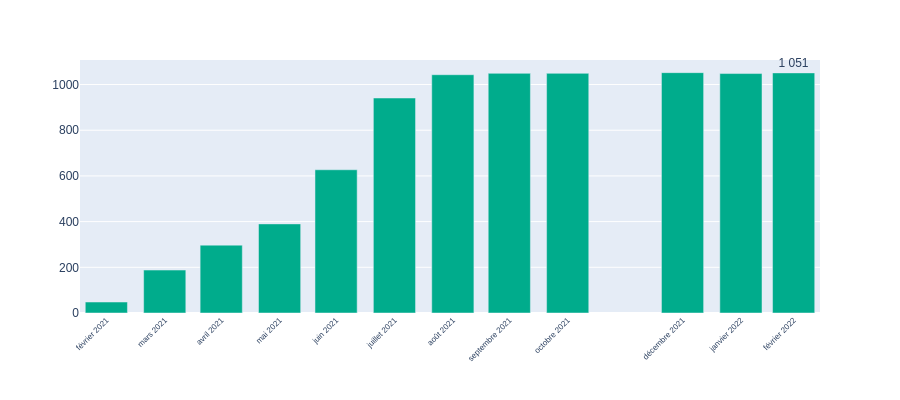 1 051
1000
800
600
400
200
0
février 2021
mars 2021
avril 2021
mai 2021
juin 2021
juillet 2021
août 2021
septembre 2021
octobre 2021
décembre 2021
janvier 2022
février 2022